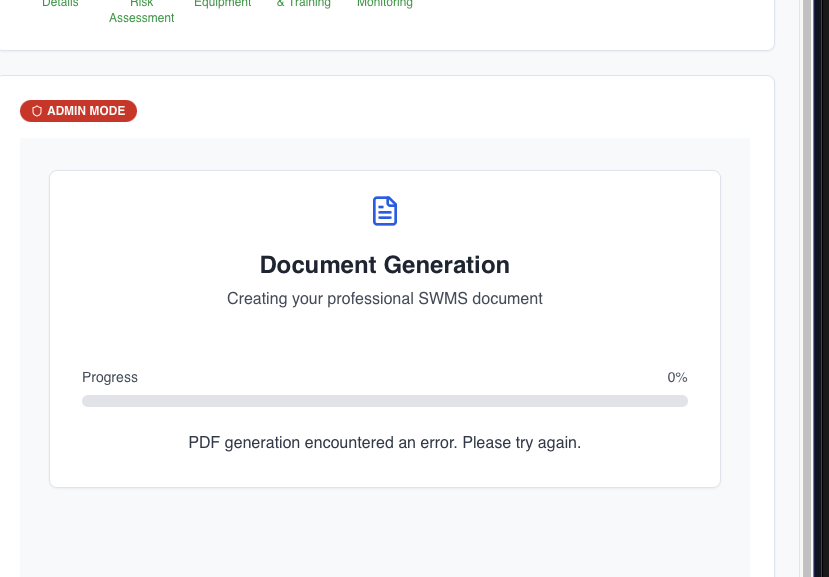 Details
Risk
Equipment
& Training
Monitoring
Assessment
ADMIN MODE
Document Generation
Creating your professional SWMS document
Progress
0%
PDF generation encountered an error. Please try again.